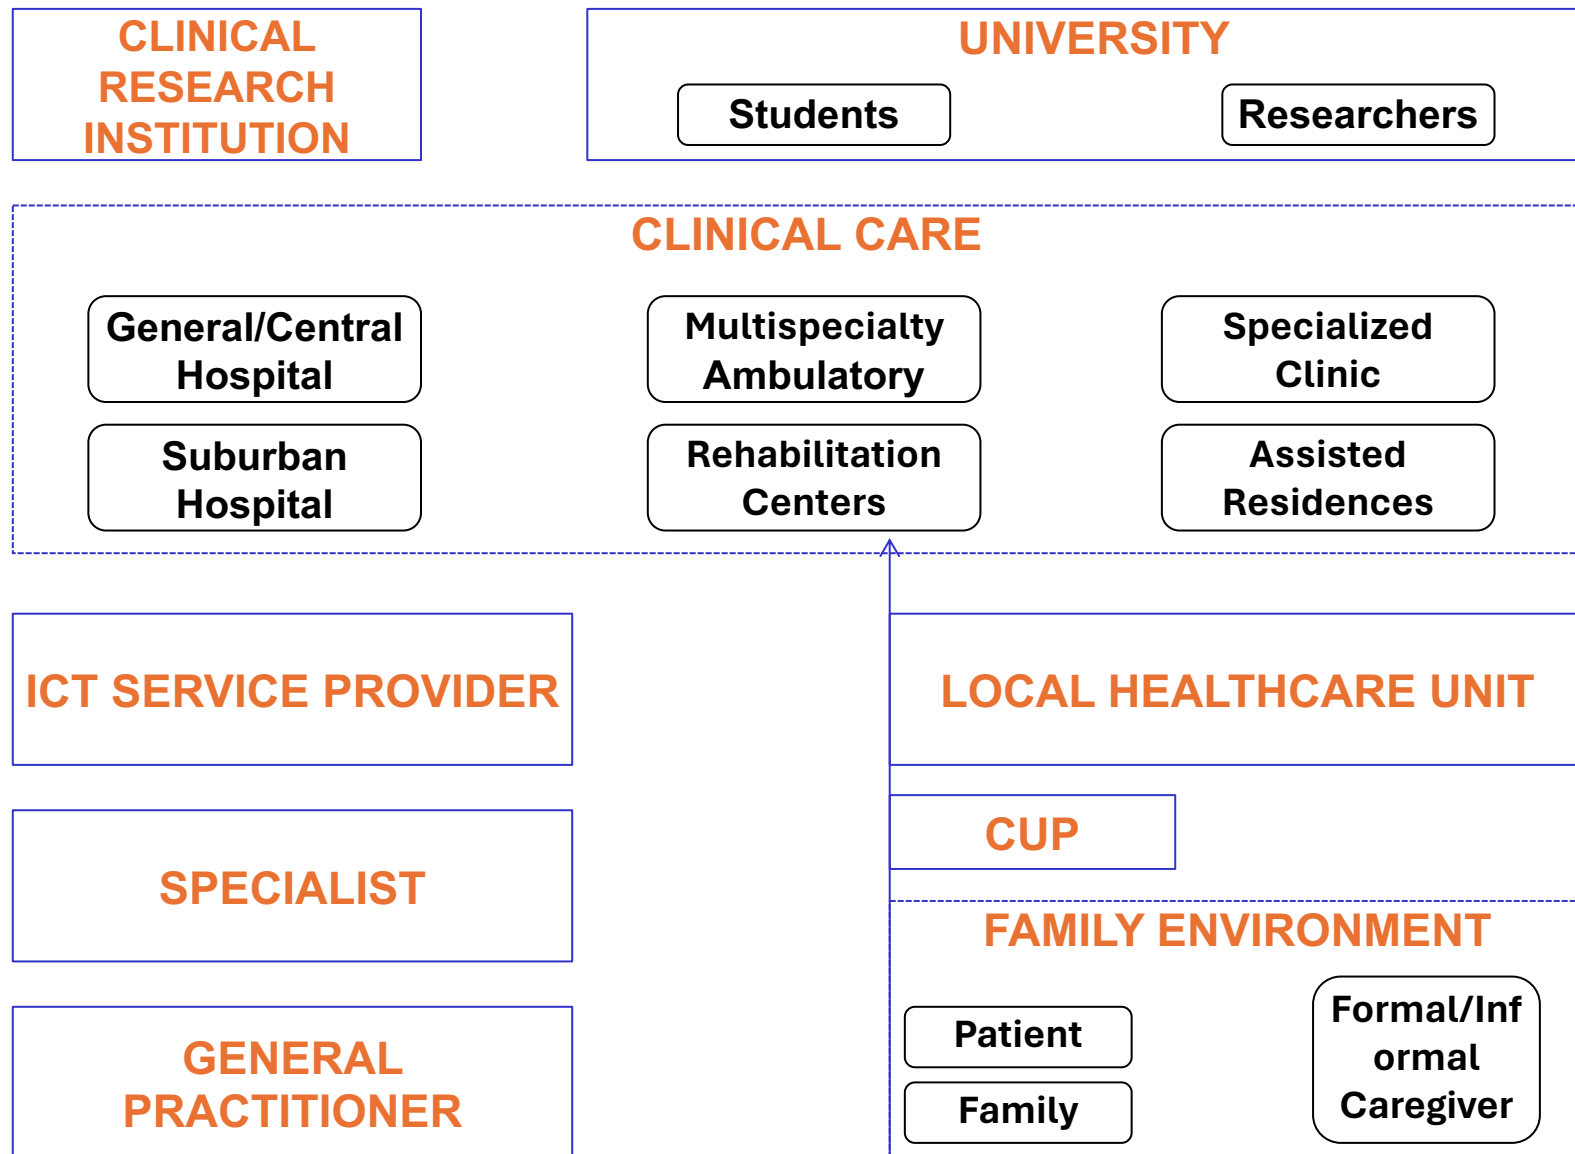 CLINICAL
RESEARCH
INSTITUTION
UNIVERSITY
Students
Researchers
CLINICAL CARE
General/Central
Hospital
Multispecialty
Ambulatory
Specialized
Clinic
Suburban
Hospital
Rehabilitation
Centers
Assisted
Residences
ICT SERVICE PROVIDER
LOCAL HEALTHCARE UNIT
CUP
SPECIALIST
FAMILY ENVIRONMENT
Patient
Formal/Inf
ormal
Caregiver
Family
GENERAL
PRACTITIONER